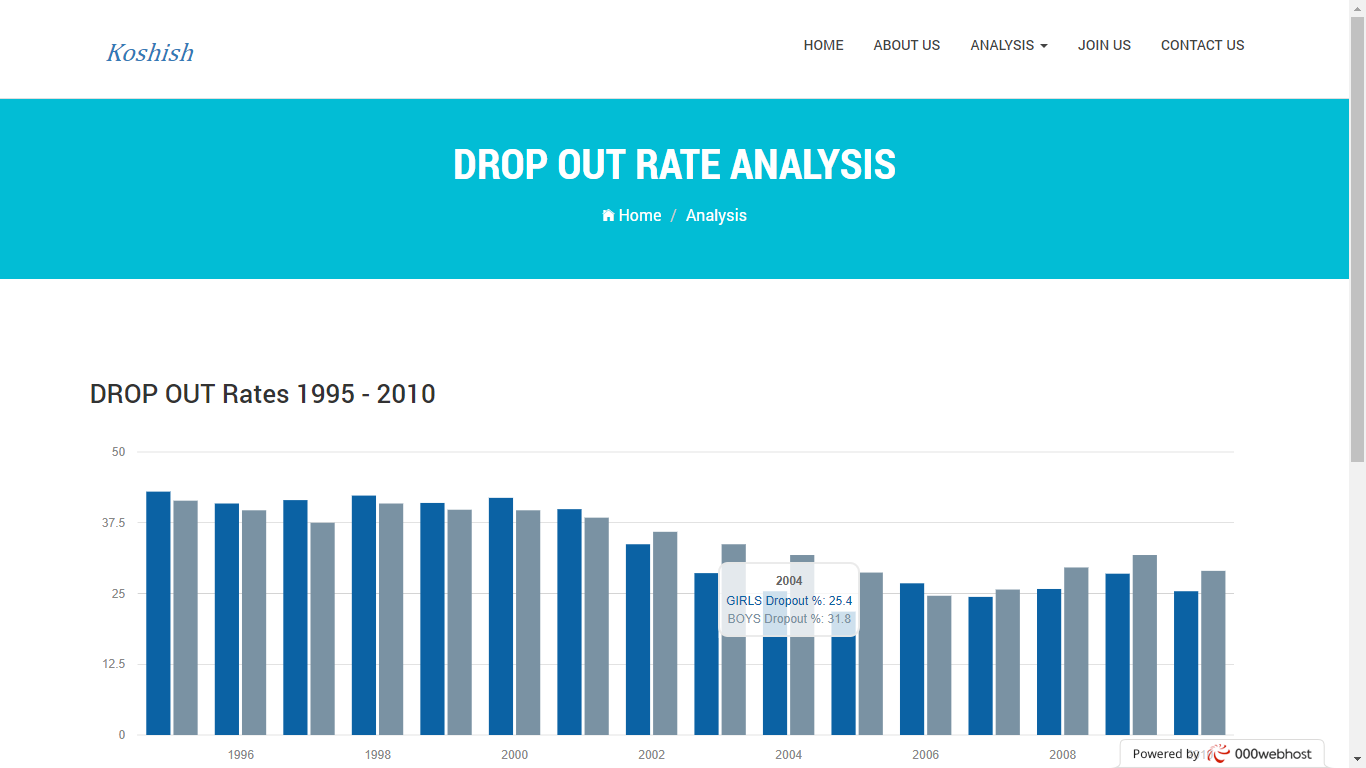 Koshish
HOME ABOUT US ANALYSIS JOIN US CONTACT US
DROP OUT RATE ANALYSIS
Home / Analysis
DROP OUT Rates 1995 - 2010
50
37.5
25
12.5
0
2004
GIRLS Dropout %: 25.4
BOYS Dropout %: 31.8
1996 1998 2000 2002 2004 2006 2008
Powered by 000webhost